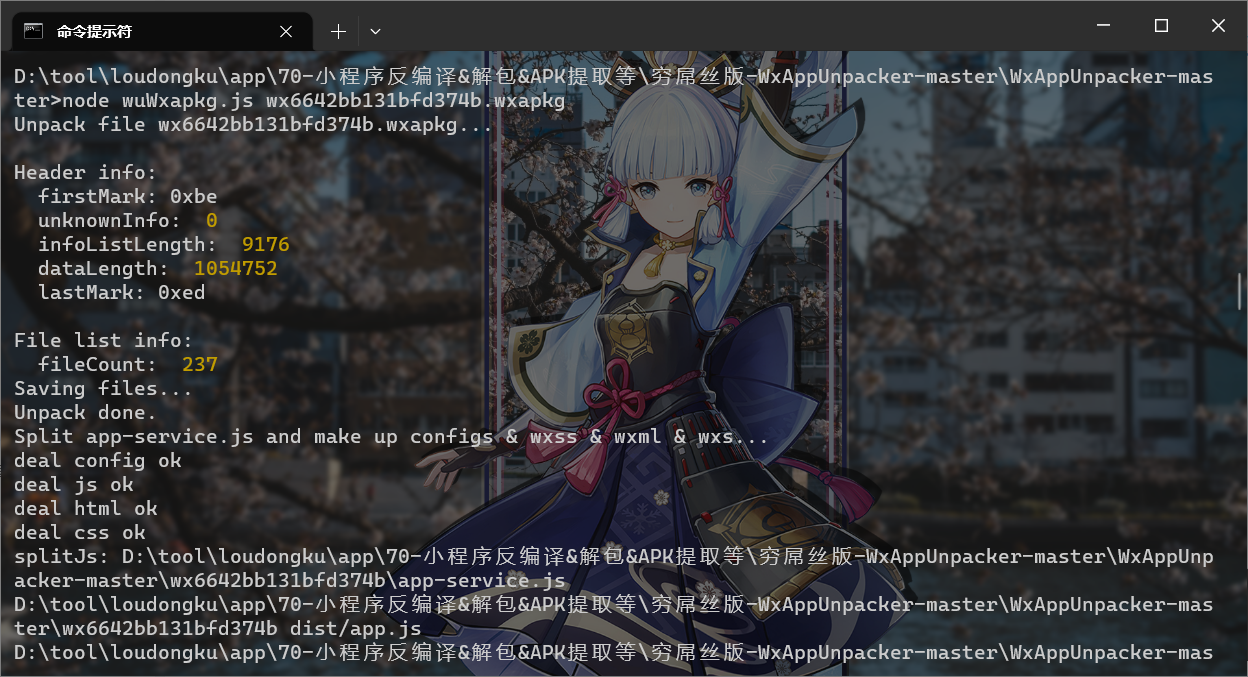 命令提示符
D:\tool\loudongku\app\70-小程序反编译&解包&APK提取等\穷屌丝版-WxAppUnpacker-master\WxAppUnpacker-mas
ter>node wuWxapkg.js wx6642bb131bfd374b.wxapkg
Unpack file wx6642bb131bfd374b.wxapkg...
Header info:
  firstMark: 0xbe
  unknownInfo:  0
  infoListLength:  9176
  dataLength:  1054752
  lastMark: 0xed
File list info:
  fileCount:  237
Saving files...
Unpack done.
Split app-service.js and make up configs & wxss & wxml & wxs...
deal config ok
deal js ok
deal html ok
deal css ok
splitJs: D:\tool\loudongku\app\70-小程序反编译&解包&APK提取等\穷屌丝版-WxAppUnpacker-master\WxAppUnp
acker-master\wx6642bb131bfd374b\app-service.js
D:\tool\loudongku\app\70-小程序反编译&解包&APK提取等\穷屌丝版-WxAppUnpacker-master\WxAppUnpacker-mas
ter\wx6642bb131bfd374b dist/app.js
D:\tool\loudongku\app\70-小程序反编译&解包&APK提取等\穷屌丝版-WxAppUnpacker-master\WxAppUnpacker-mas